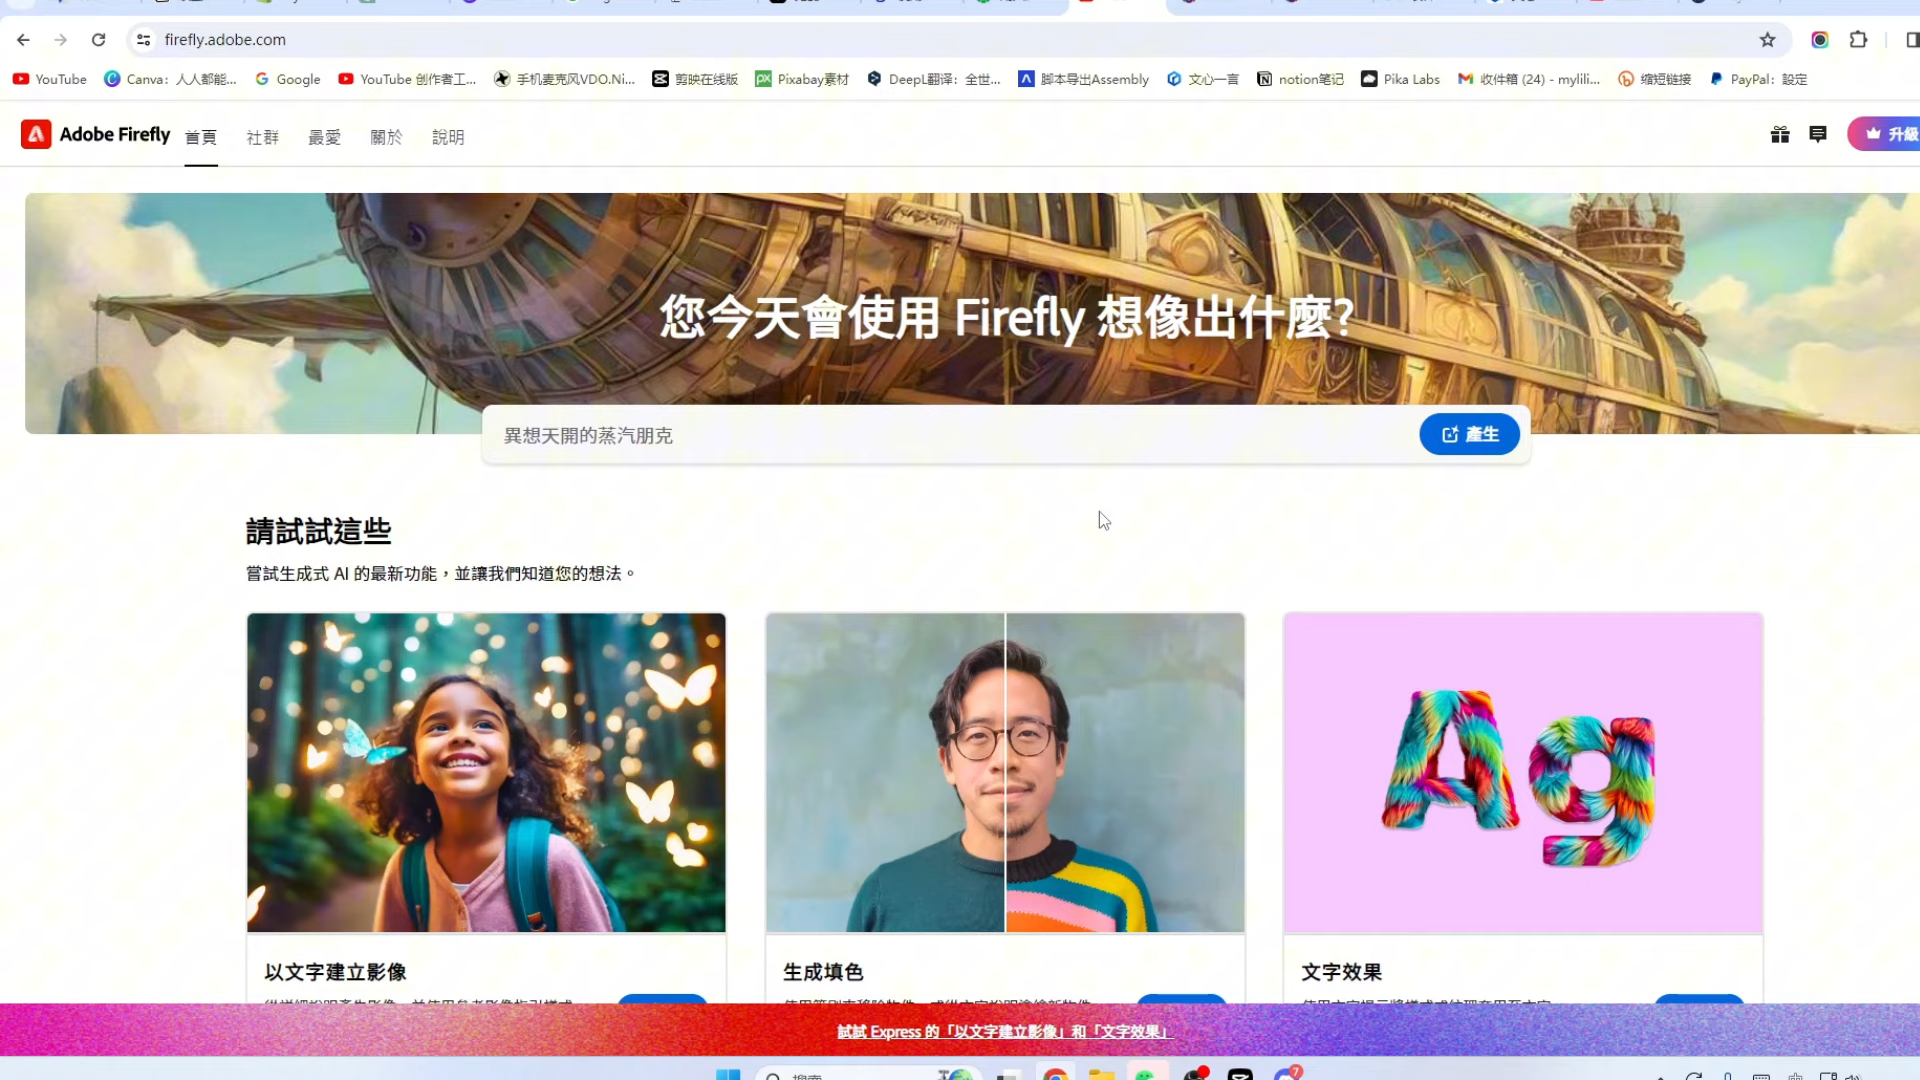 firefly.adobe.com
YouTube Canva：人人都能... Google YouTube 创作者工... 手机麦克风VDO.Ni... 剪映在线版 Pixabay素材 DeepL翻译：全世... 脚本导出Assembly 文心一言 notion笔记 Pika Labs 收件箱 (24) - mylili... 缩短链接 PayPal：設定
Adobe Firefly 首頁 社群 最愛 關於 說明 升級
您今天會使用 Firefly 想像出什麼?
異想天開的蒸汽朋克 產生
請試試這些
嘗試生成式 AI 的最新功能，並讓我們知道您的想法。
Ag
以文字建立影像 生成填色 文字效果
試試 Express 的「以文字建立影像」和「文字效果」
7